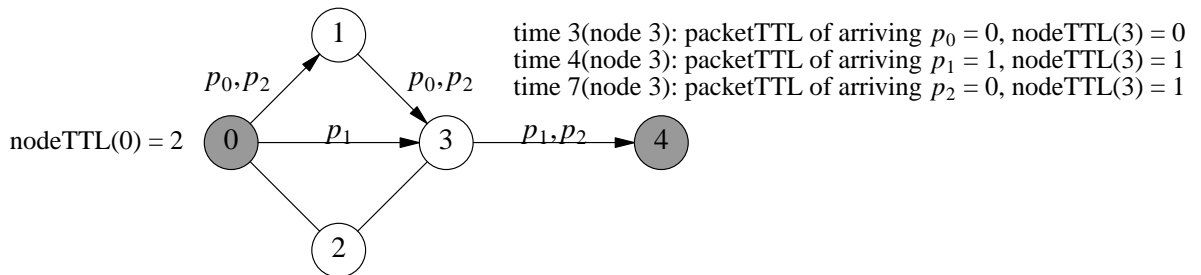 1
time 3(node 3): packetTTL of arriving p₀ = 0, nodeTTL(3) = 0
time 4(node 3): packetTTL of arriving p₁ = 1, nodeTTL(3) = 1
time 7(node 3): packetTTL of arriving p₂ = 0, nodeTTL(3) = 1
p₀,p₂
p₀,p₂
nodeTTL(0) = 2
0
p₁
3
p₁,p₂
4
2